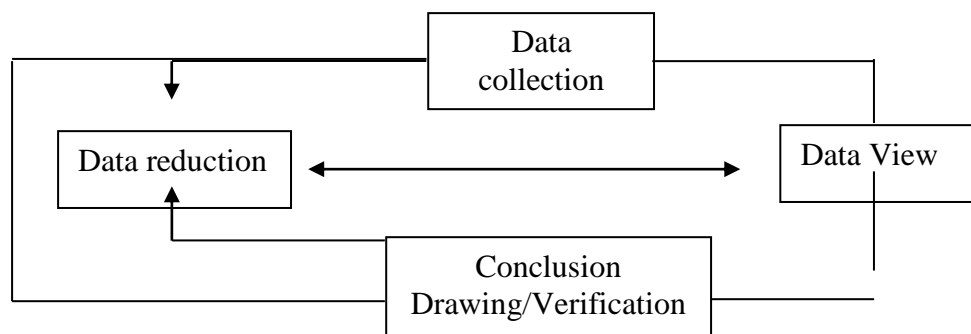 Data
collection
Data reduction
Data View
Conclusion
Drawing/Verification